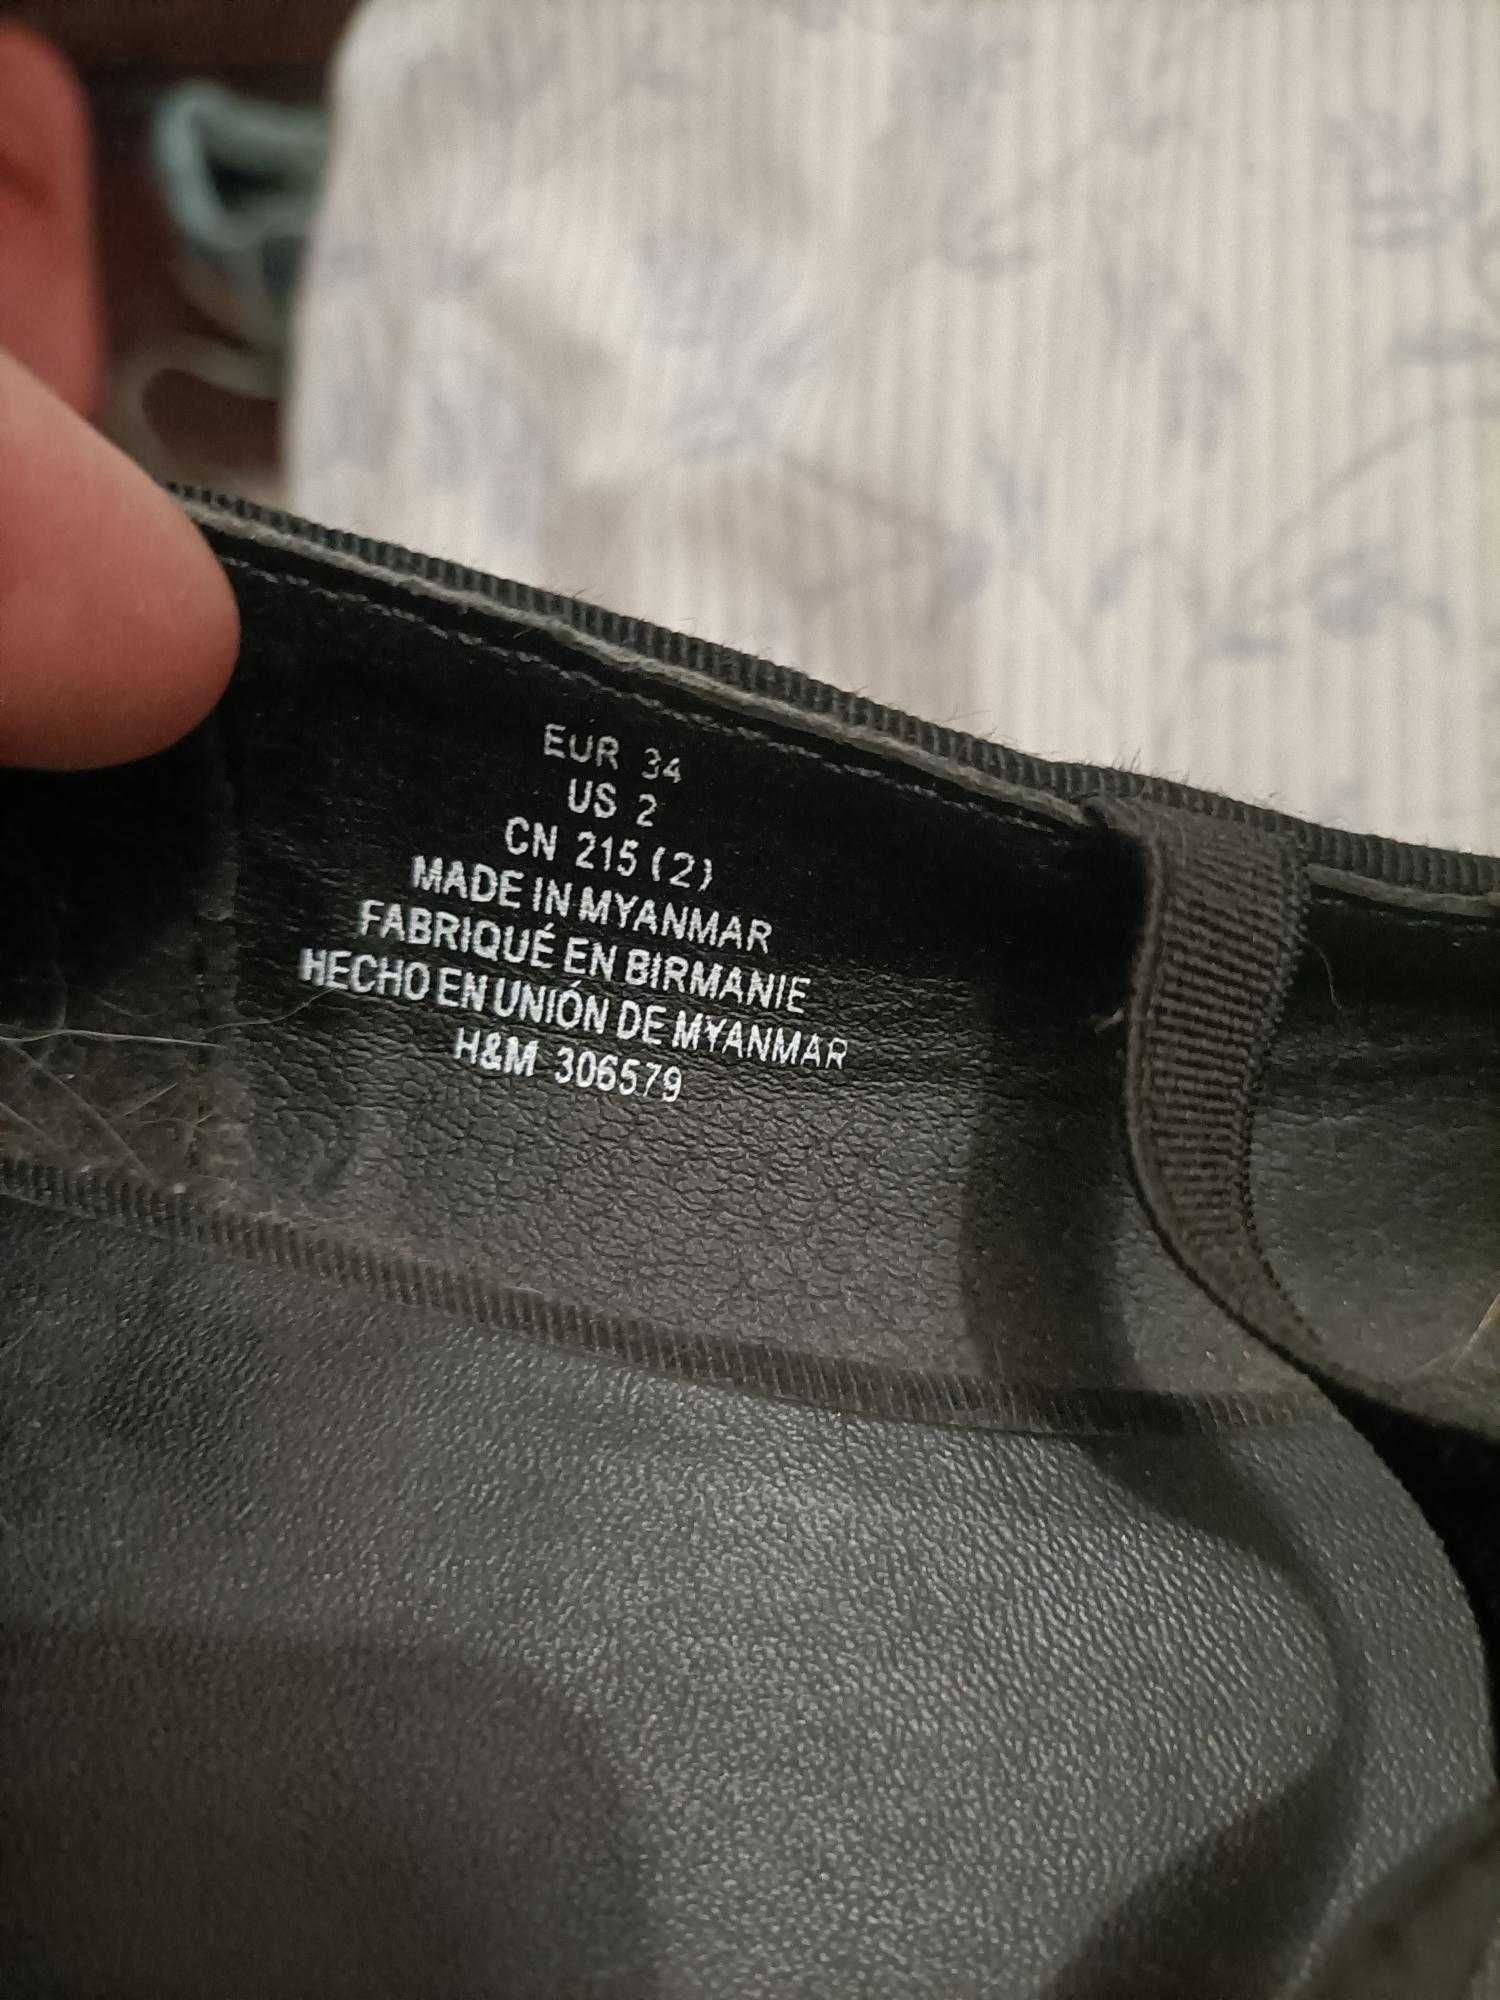 EUR 34
US 2
CN 215 (2)
MADE IN MYANMAR
FABRIQUÉ EN BIRMANIE
HECHO EN UNIÓN DE MYANMAR
H&M 306579